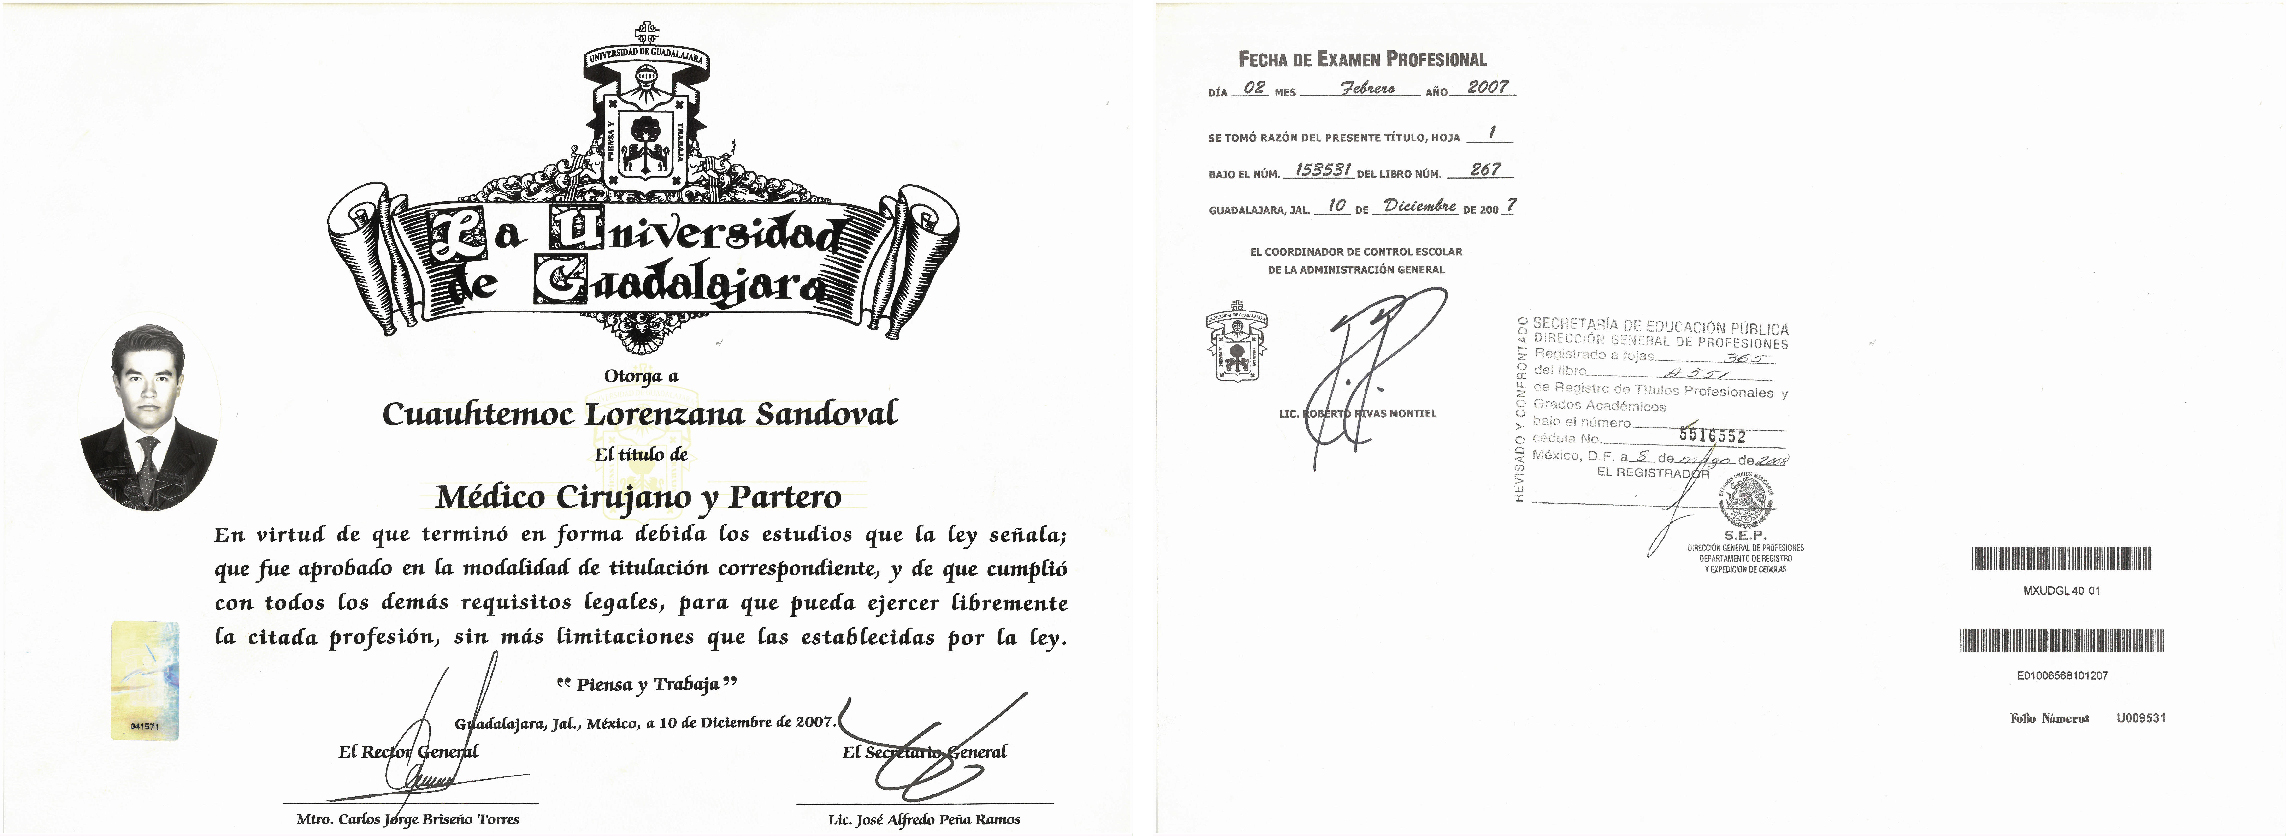 UNIVERSIDAD DE GUADALAJARA
PIENSA Y TRABAJA
La Universidad
de Guadalajara
Otorga a
Cuauhtemoc Lorenzana Sandoval
El título de
Médico Cirujano y Partero
En virtud de que terminó en forma debida los estudios que la ley señala;
que fue aprobado en la modalidad de titulación correspondiente, y de que cumplió
con todos los demás requisitos legales, para que pueda ejercer libremente
la citada profesión, sin más limitaciones que las establecidas por la ley.
“ Piensa y Trabaja ”
Guadalajara, Jal., México, a 10 de Diciembre de 2007.
El Rector General
El Secretario General
Mtro. Carlos Jorge Briseño Torres
Lic. José Alfredo Peña Ramos
041571
FECHA DE EXAMEN PROFESIONAL
DÍA 02 MES Febrero AÑO 2007
SE TOMÓ RAZÓN DEL PRESENTE TÍTULO, HOJA 1
BAJO EL NÚM. 153531 DEL LIBRO NÚM. 267
GUADALAJARA, JAL. 10 DE Diciembre DE 200 7
EL COORDINADOR DE CONTROL ESCOLAR
DE LA ADMINISTRACIÓN GENERAL
LIC. ROBERTO RIVAS MONTIEL
REVISADO Y CONFRONTADO
SECRETARÍA DE EDUCACIÓN PÚBLICA
DIRECCIÓN GENERAL DE PROFESIONES
Registrado a fojas 365
del libro A 551
de Registro de Títulos Profesionales y
Grados Académicos
bajo el número
cédula No. 5516552
México, D. F. a 8 de mayo de 2008
EL REGISTRADOR
S.E.P.
DIRECCIÓN GENERAL DE PROFESIONES
DEPARTAMENTO DE REGISTRO
Y EXPEDICION DE CEDULAS
MXUDGL40 01
E01006568101207
Folio Número: U009531